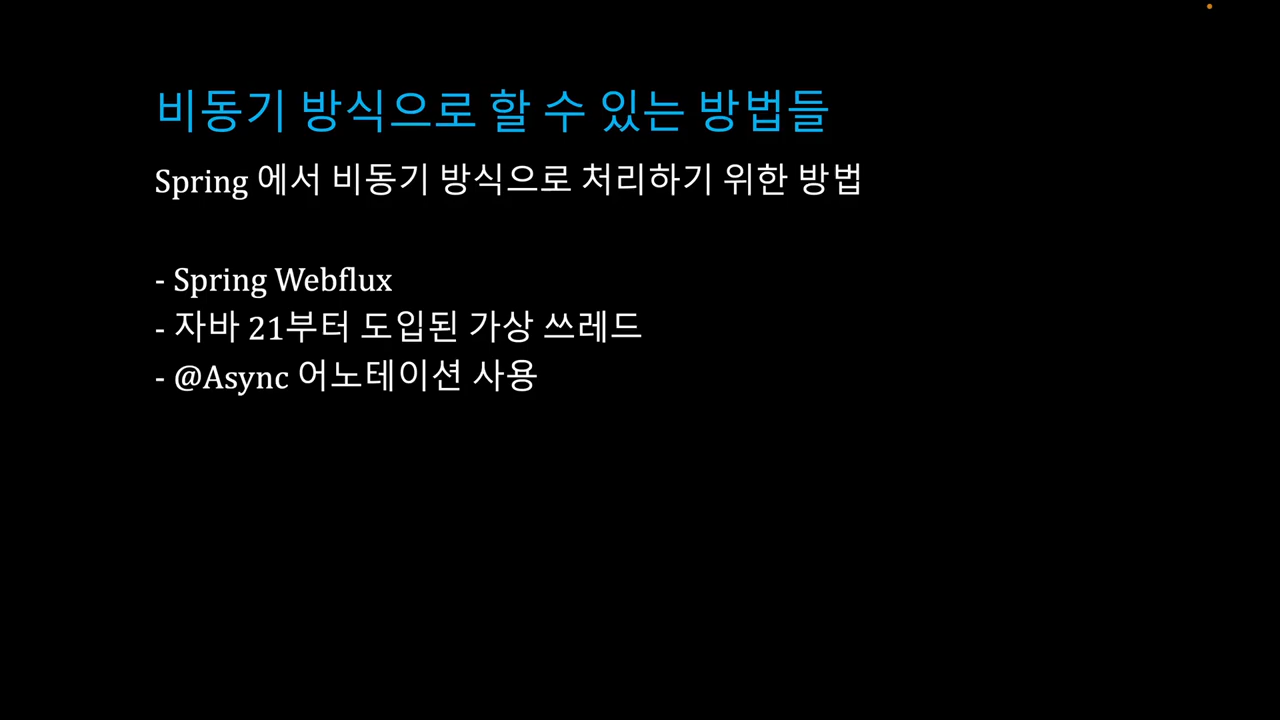 비동기 방식으로 할 수 있는 방법들
Spring 에서 비동기 방식으로 처리하기 위한 방법
- Spring Webflux
- 자바 21부터 도입된 가상 쓰레드
- @Async 어노테이션 사용